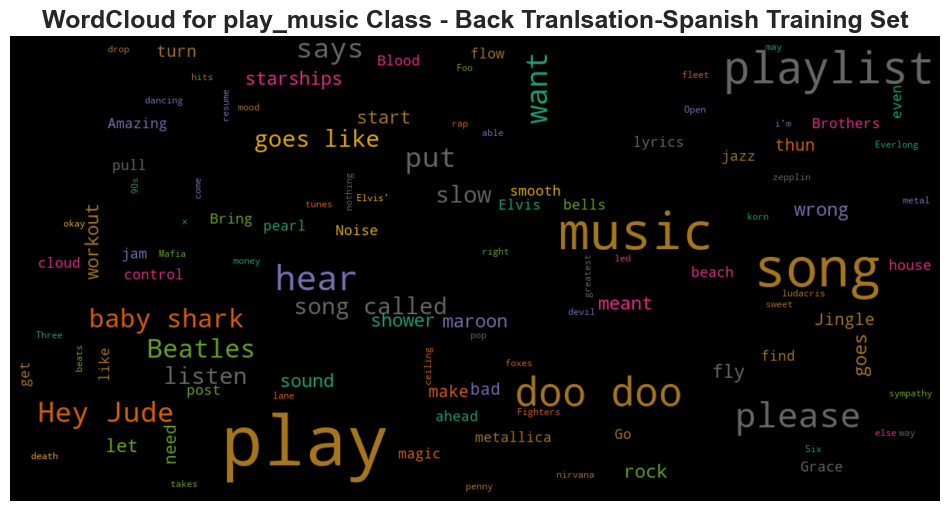 WordCloud for play_music Class - Back Tranlsation-Spanish Training Set
drop
turn
says
Blood
flow
Foo
want
may
playlist
hits
starships
fleet
even
dancing
resume
mood
start
rap
able
Open
i'm
Brothers
Amazing
goes like
put
lyrics
jazz
thun
Everlong
pull
90s
come
nothing
slow
smooth
zepplin
tunes
Elvis'
Elvis
bells
korn
wrong
metal
okay
workout
x
Bring
pearl
Noise
music
cloud
jam
Mafia
control
money
right
led
greatest
beach
song
house
hear
song called
devil
meant
ludacris
sweet
baby shark
shower
maroon
Jingle
Three
beats
like
Beatles
pop
goes
get
listen
post
sound
ceiling
foxes
fly
find
lane
make
bad
doo doo
sympathy
Hey Jude
ahead
Fighters
please
let
need
play
metallica
Go
else
way
death
magic
Six
Grace
takes
penny
nirvana
rock